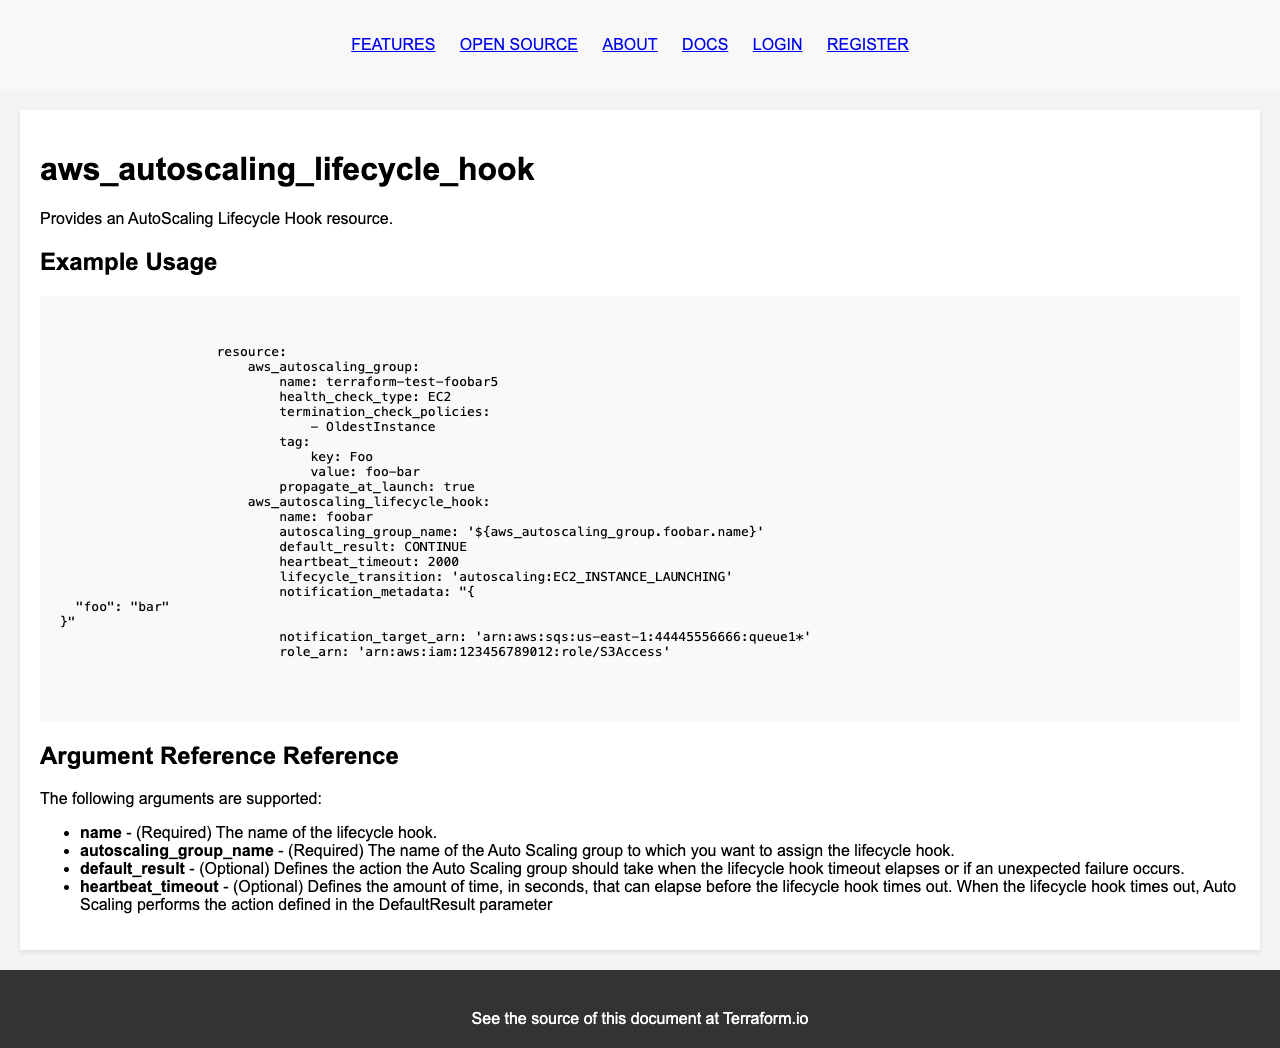 FEATURES OPEN SOURCE ABOUT DOCS LOGIN REGISTER
aws_autoscaling_lifecycle_hook
Provides an AutoScaling Lifecycle Hook resource.
Example Usage
resource:
aws_autoscaling_group:
name: terraform-test-foobar5
health_check_type: EC2
termination_check_policies:
- OldestInstance
tag:
key: Foo
value: foo-bar
propagate_at_launch: true
aws_autoscaling_lifecycle_hook:
name: foobar
autoscaling_group_name: '${aws_autoscaling_group.foobar.name}'
default_result: CONTINUE
heartbeat_timeout: 2000
lifecycle_transition: 'autoscaling:EC2_INSTANCE_LAUNCHING'
notification_metadata: "{
"foo": "bar"
}"
notification_target_arn: 'arn:aws:sqs:us-east-1:44445556666:queue1*'
role_arn: 'arn:aws:iam:123456789012:role/S3Access'
Argument Reference Reference
The following arguments are supported:
• name - (Required) The name of the lifecycle hook.
• autoscaling_group_name - (Required) The name of the Auto Scaling group to which you want to assign the lifecycle hook.
• default_result - (Optional) Defines the action the Auto Scaling group should take when the lifecycle hook timeout elapses or if an unexpected failure occurs.
• heartbeat_timeout - (Optional) Defines the amount of time, in seconds, that can elapse before the lifecycle hook times out. When the lifecycle hook times out, Auto
Scaling performs the action defined in the DefaultResult parameter
See the source of this document at Terraform.io